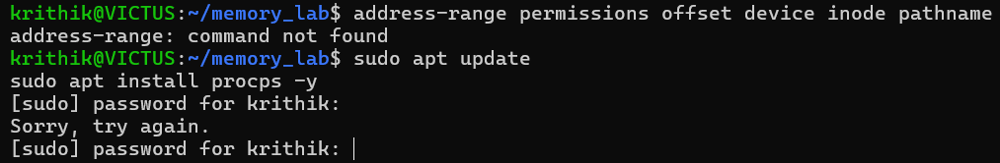 krithik@VICTUS:~/memory_lab$ address-range permissions offset device inode pathname
address-range: command not found
krithik@VICTUS:~/memory_lab$ sudo apt update
sudo apt install procps -y
[sudo] password for krithik:
Sorry, try again.
[sudo] password for krithik: